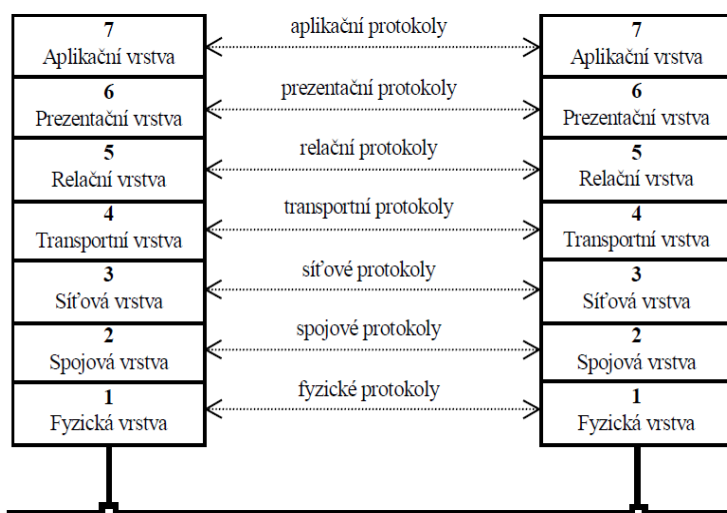 7
Aplikační vrstva
aplikační protokoly
7
Aplikační vrstva
6
Prezentační vrstva
prezentační protokoly
6
Prezentační vrstva
5
Relační vrstva
relační protokoly
5
Relační vrstva
4
Transportní vrstva
transportní protokoly
4
Transportní vrstva
3
Síťová vrstva
síťové protokoly
3
Síťová vrstva
2
Spojová vrstva
spojové protokoly
2
Spojová vrstva
1
Fyzická vrstva
fyzické protokoly
1
Fyzická vrstva